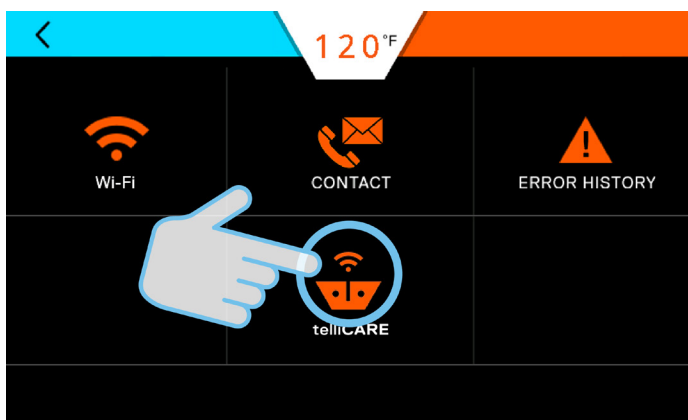 120°F
Wi-Fi
CONTACT
ERROR HISTORY
telliCARE